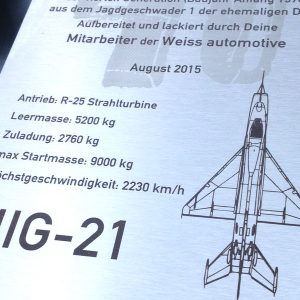 aus dem Jagdgeschwader 1 der ehemaligen
Aufbereitet und lackiert durch Deine
Mitarbeiter der Weiss automotive
August 2015
Antrieb: R-25 Strahlturbine
Leermasse: 5200 kg
Zuladung: 2760 kg
max Startmasse: 9000 kg
chstgeschwindigkeit: 2230 km/h
MIG-21